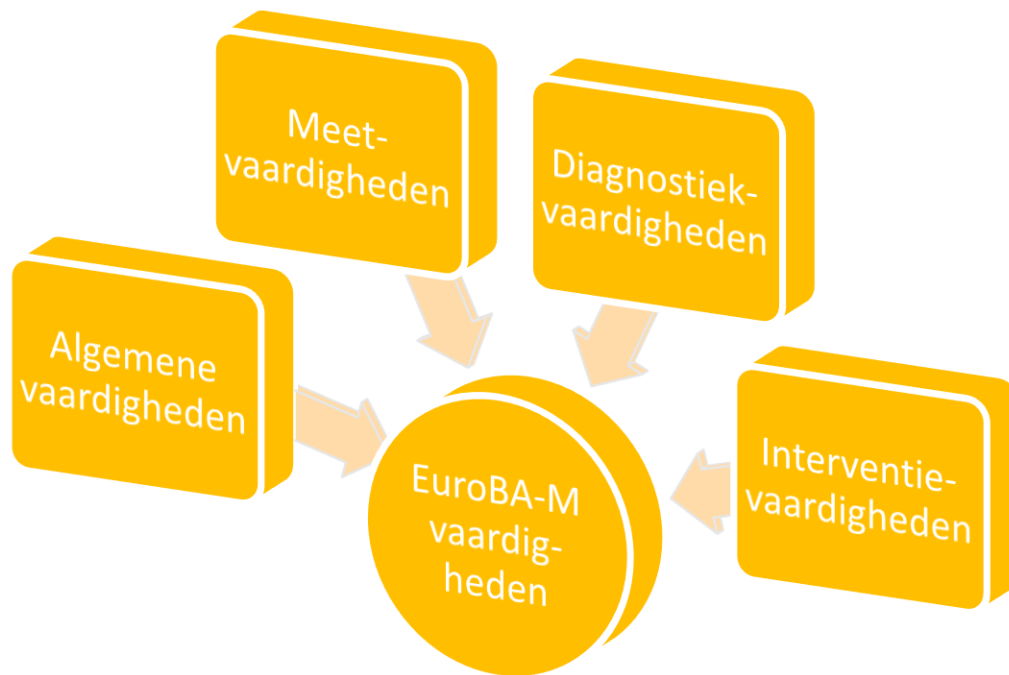 Meet-
vaardigheden
Diagnostiek-
vaardigheden
Algemene
vaardigheden
Interventie-
vaardigheden
EuroBA-M
vaardig-
heden